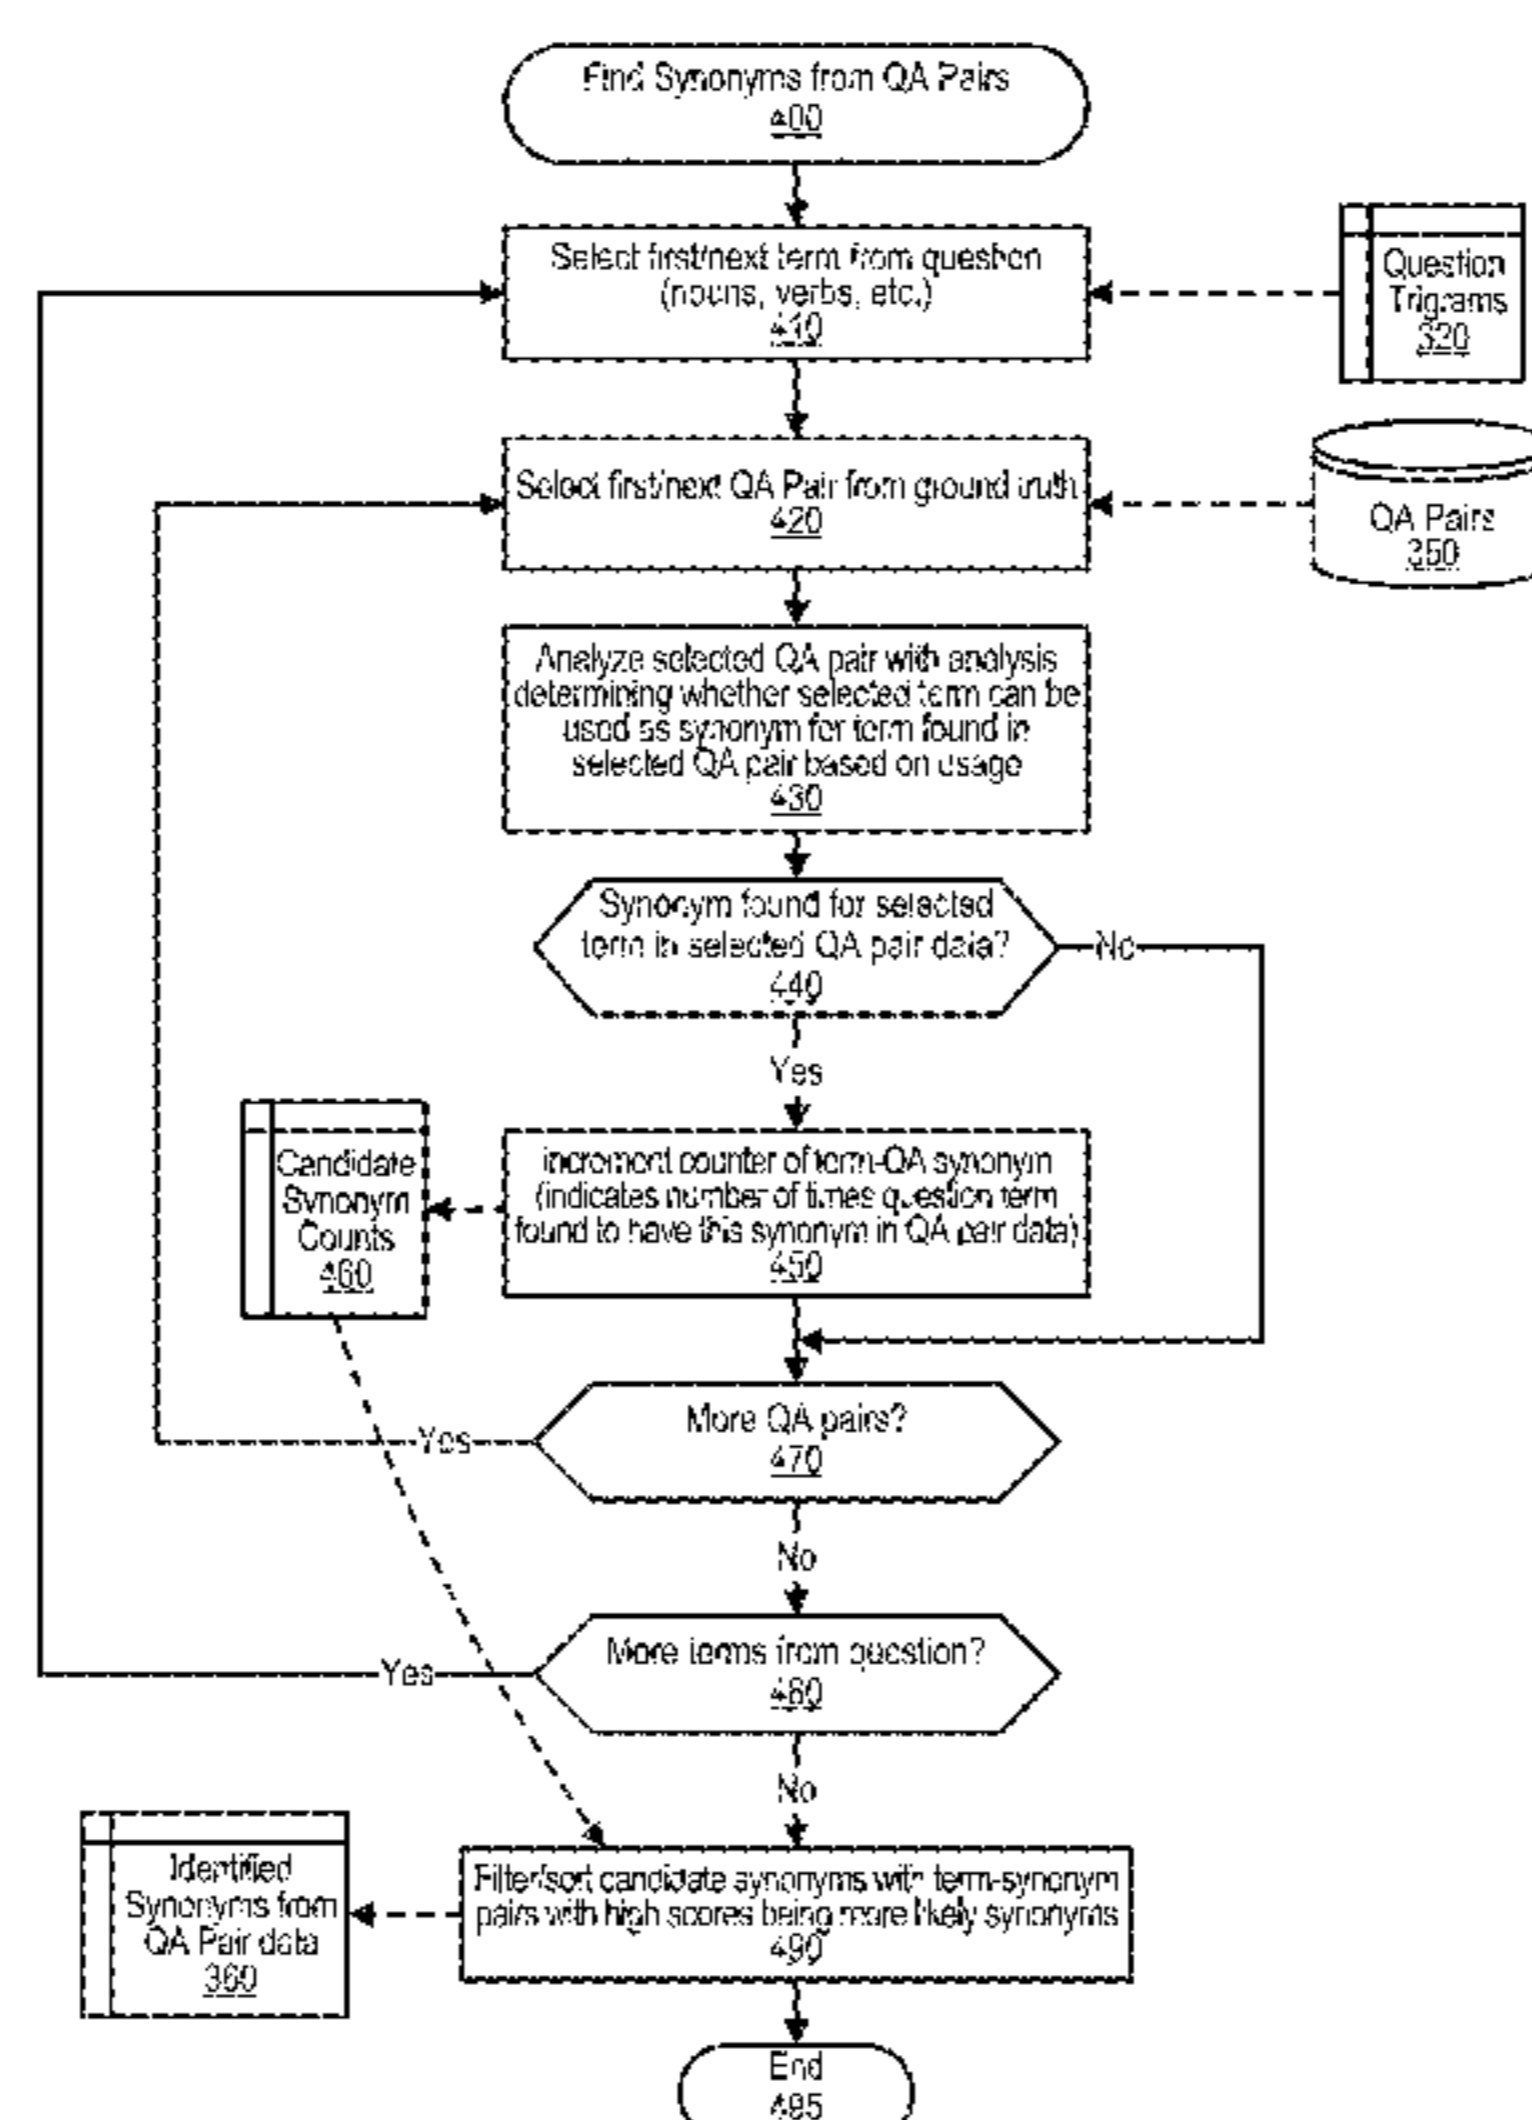 Find Synonyms from QA Pairs
400
Select first/next term from question
(nouns, verbs, etc.)
410
Question
Trigrams
320
Select first/next QA Pair from ground truth
420
QA Pairs
350
Analyze selected QA pair with analysis
determining whether selected term can be
used as synonym for term found in
selected QA pair based on usage
430
Synonym found for selected
term in selected QA pair data?
440
No
Yes
Candidate
Synonym
Counts
460
increment counter of term-QA synonym
(indicates number of times question term
found to have this synonym in QA pair data)
450
More QA pairs?
470
Yes
No
More terms from question?
480
Yes
No
Identified
Synonyms from
QA Pair data
360
Filter/sort candidate synonyms with term-synonym
pairs with high scores being more likely synonyms
490
End
495